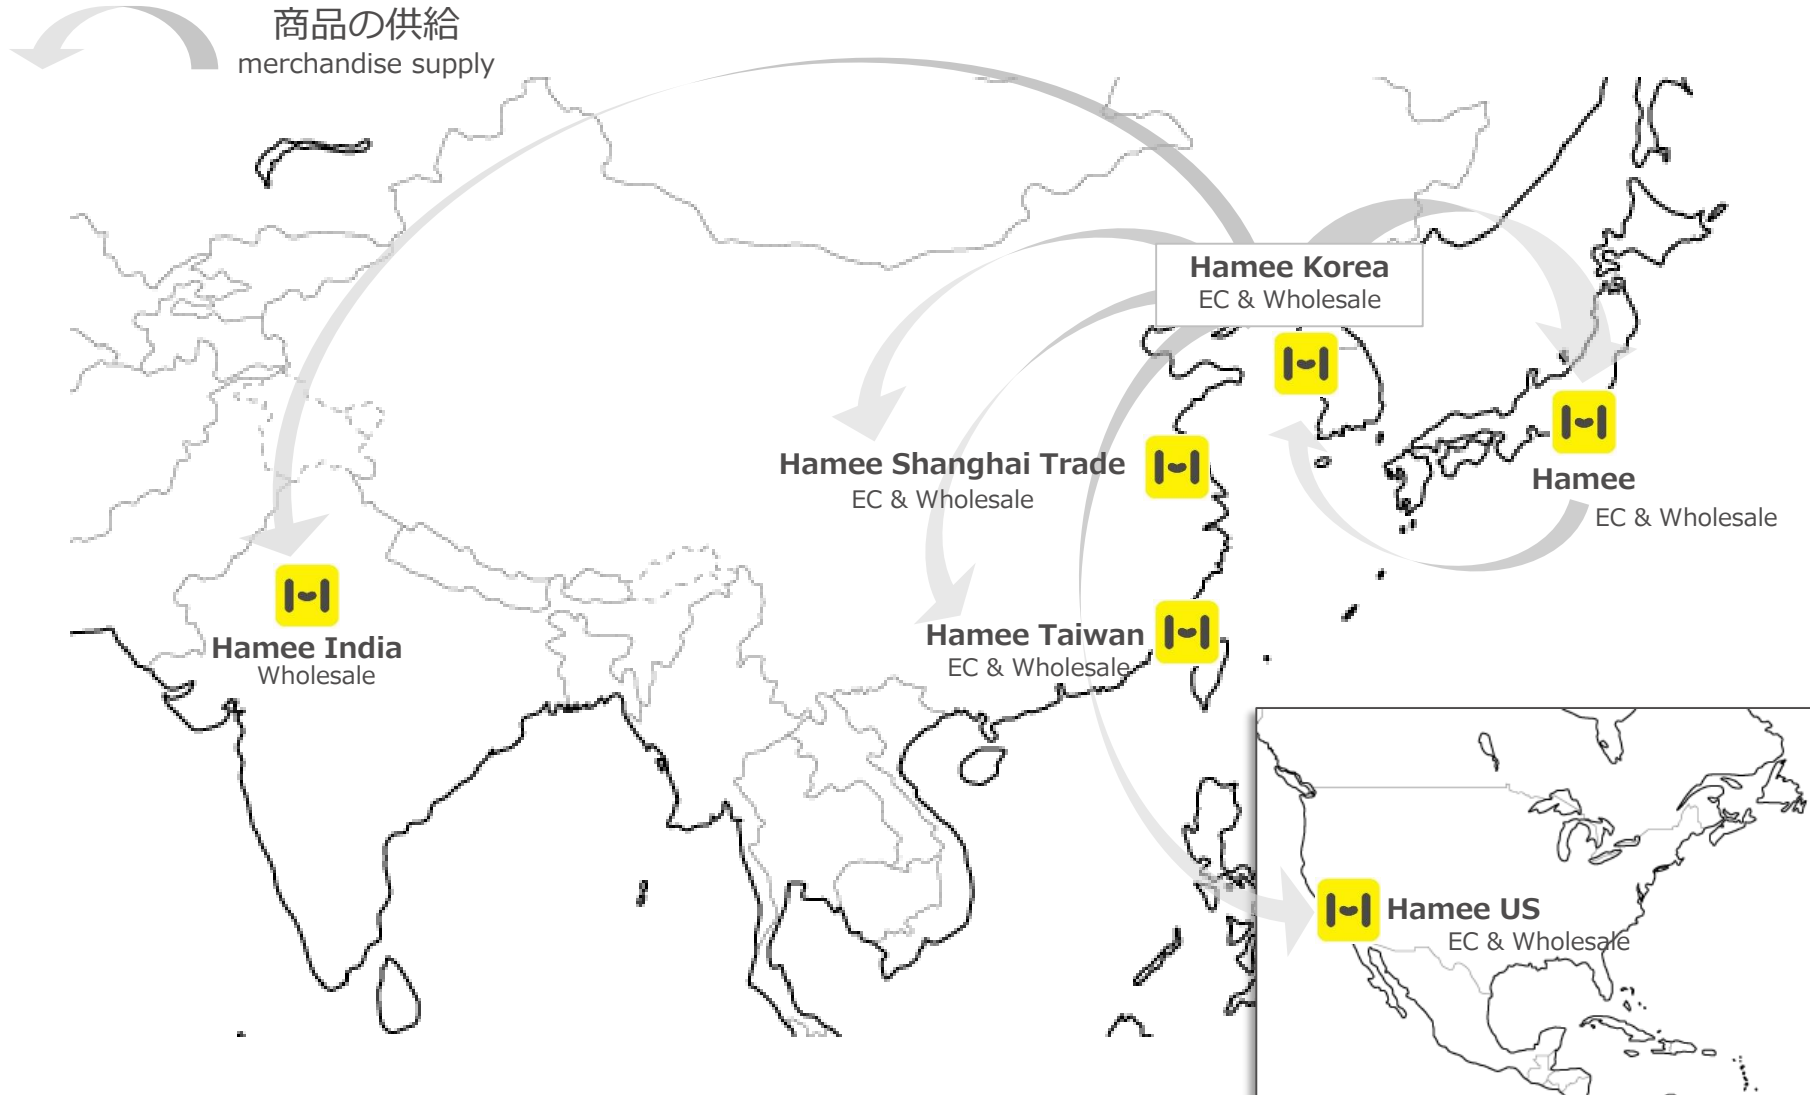 商品の供給
merchandise supply
Hamee Korea
EC & Wholesale
Hamee Shanghai Trade
EC & Wholesale
Hamee
EC & Wholesale
Hamee India
Wholesale
Hamee Taiwan
EC & Wholesale
Hamee US
EC & Wholesale